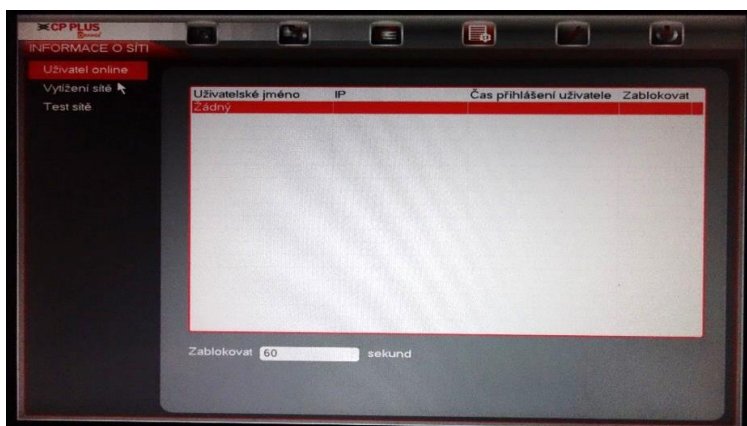 CP PLUS
INFORMACE O SÍTI
Uživatel online
Vytížení sítě
Test sítě
Uživatelské jméno IP Čas přihlášení uživatele Zablokovat
Žádný
Zablokovat 60 sekund